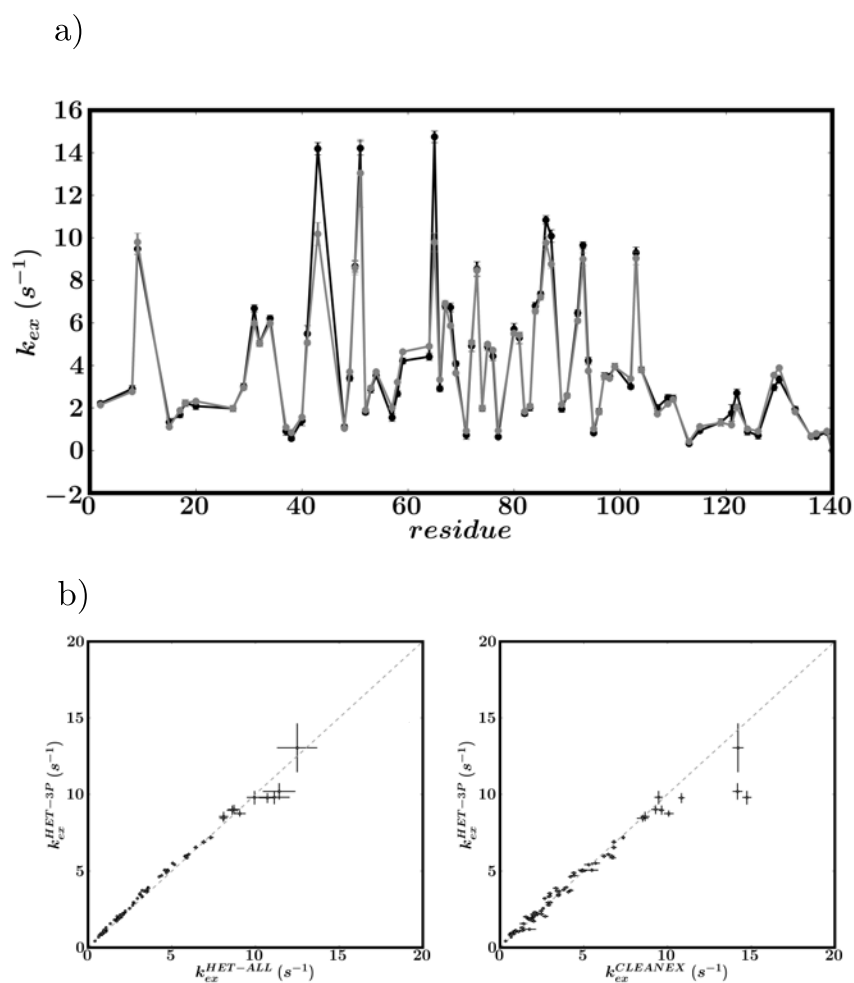 a)
16
14
12
10
8
6
4
2
0
−2
k_ex (s⁻¹)
0 20 40 60 80 100 120 140
residue
b)
20
15
10
5
0
k_ex^HET−3P (s⁻¹)
0 5 10 15 20
k_ex^HET−ALL (s⁻¹)
20
15
10
5
0
k_ex^HET−3P (s⁻¹)
0 5 10 15 20
k_ex^CLEANEX (s⁻¹)